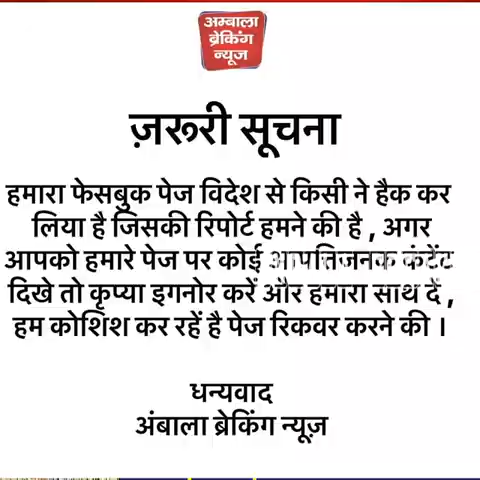 अम्बाला
ब्रेकिंग
न्यूज
ज़रूरी सूचना
हमारा फेसबुक पेज विदेश से किसी ने हैक कर
लिया है जिसकी रिपोर्ट हमने की है , अगर
आपको हमारे पेज पर कोई आपत्तिजनक कंटेंट
दिखे तो कृप्या इगनोर करें और हमारा साथ दें ,
हम कोशिश कर रहें है पेज रिकवर करने की ।
धन्यवाद
अंबाला ब्रेकिंग न्यूज़